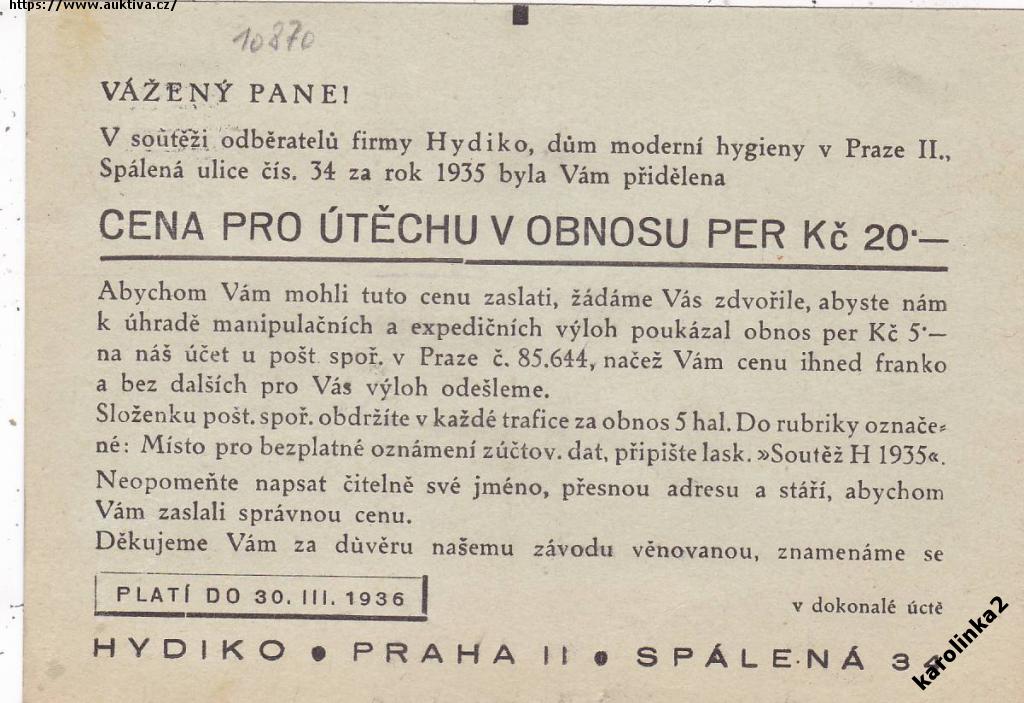 https://www.auktiva.cz/
10870
VÁŽENÝ PANE!
V soutěži odběratelů firmy Hydiko, dům moderní hygieny v Praze II.,
Spálená ulice čís. 34 za rok 1935 byla Vám přidělena
CENA PRO ÚTĚCHU V OBNOSU PER Kč 20·—
Abychom Vám mohli tuto cenu zaslati, žádáme Vás zdvořile, abyste nám
k úhradě manipulačních a expedičních výloh poukázal obnos per Kč 5·—
na náš účet u pošt. spoř. v Praze č. 85.644, načež Vám cenu ihned franko
a bez dalších pro Vás výloh odešleme.
Složenku pošt. spoř. obdržíte v každé trafice za obnos 5 hal. Do rubriky označe-
né: Místo pro bezplatné oznámení zúčtov. dat, připište lask. »Soutěž H 1935«.
Neopomeňte napsat čitelně své jméno, přesnou adresu a stáří, abychom
Vám zaslali správnou cenu.
Děkujeme Vám za důvěru našemu závodu věnovanou, znamenáme se
PLATÍ DO 30. III. 1936
v dokonalé úctě
HYDIKO • PRAHA II • SPÁLENÁ 34
karolinka2